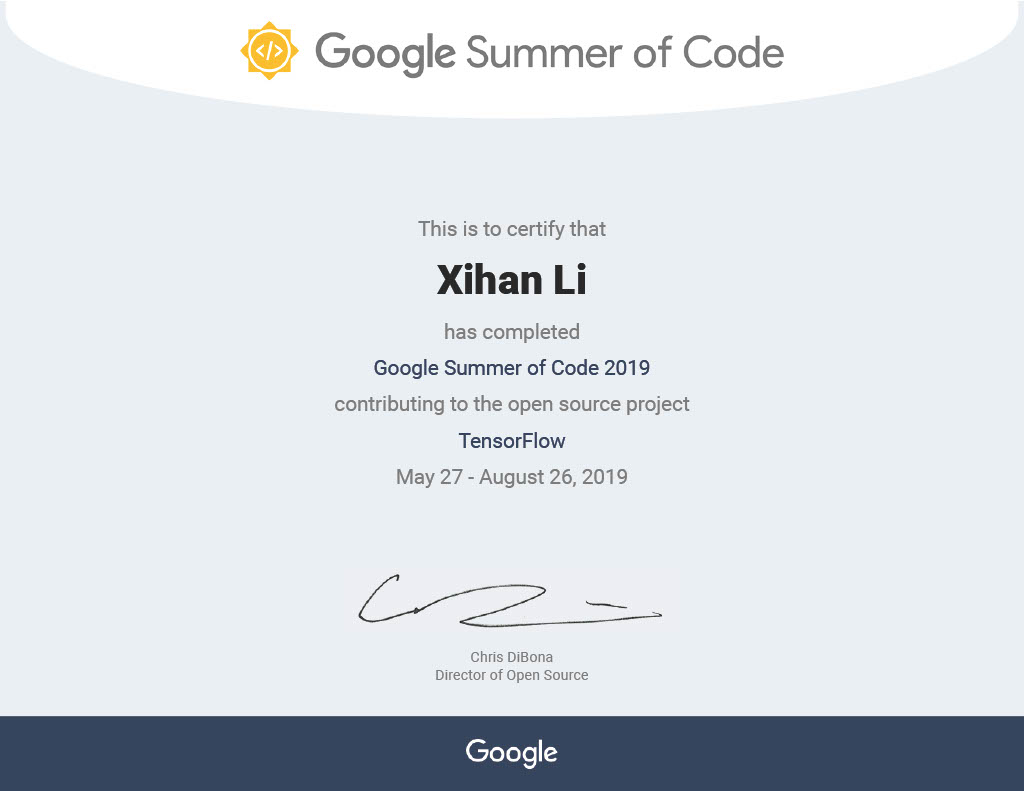 Google Summer of Code
This is to certify that
Xihan Li
has completed
Google Summer of Code 2019
contributing to the open source project
TensorFlow
May 27 - August 26, 2019
Chris DiBona
Director of Open Source
Google